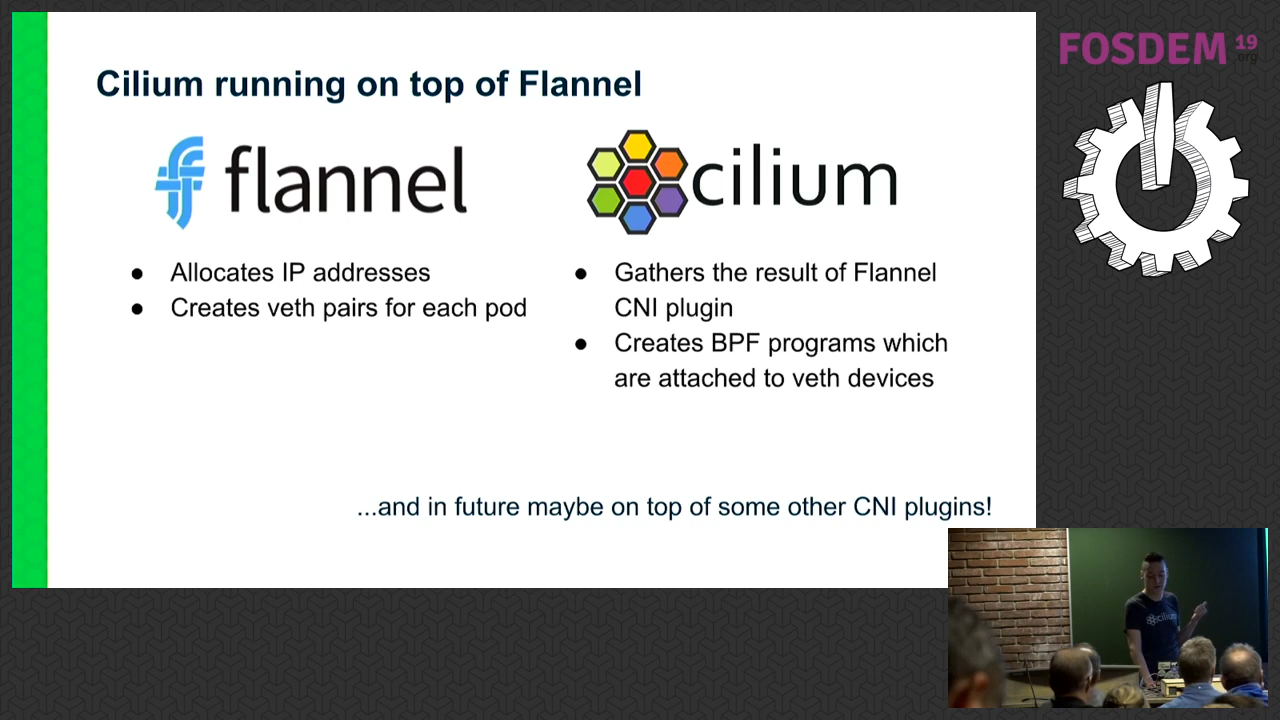 Cilium running on top of Flannel
flannel
cilium
● Allocates IP addresses
● Creates veth pairs for each pod
● Gathers the result of Flannel
CNI plugin
● Creates BPF programs which
are attached to veth devices
...and in future maybe on top of some other CNI plugins!
FOSDEM 19
.org
cilium